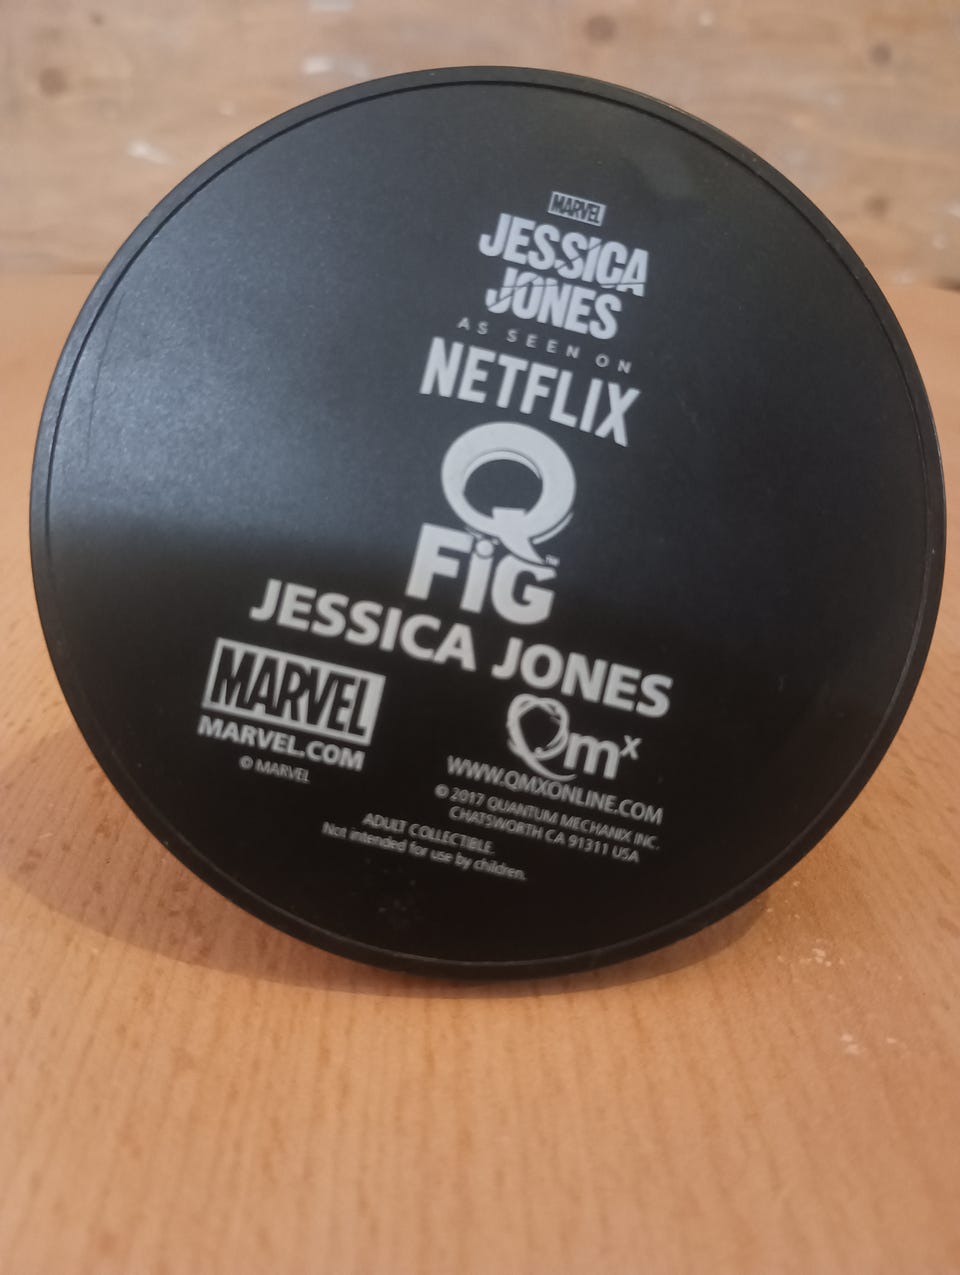 MARVEL
JESSICA
JONES
AS SEEN ON
NETFLIX
Q
FiG™
JESSICA JONES
MARVEL
MARVEL.COM
© MARVEL
Qmx
WWW.QMXONLINE.COM
© 2017 QUANTUM MECHANIX INC.
CHATSWORTH CA 91311 USA
ADULT COLLECTIBLE.
Not intended for use by children.